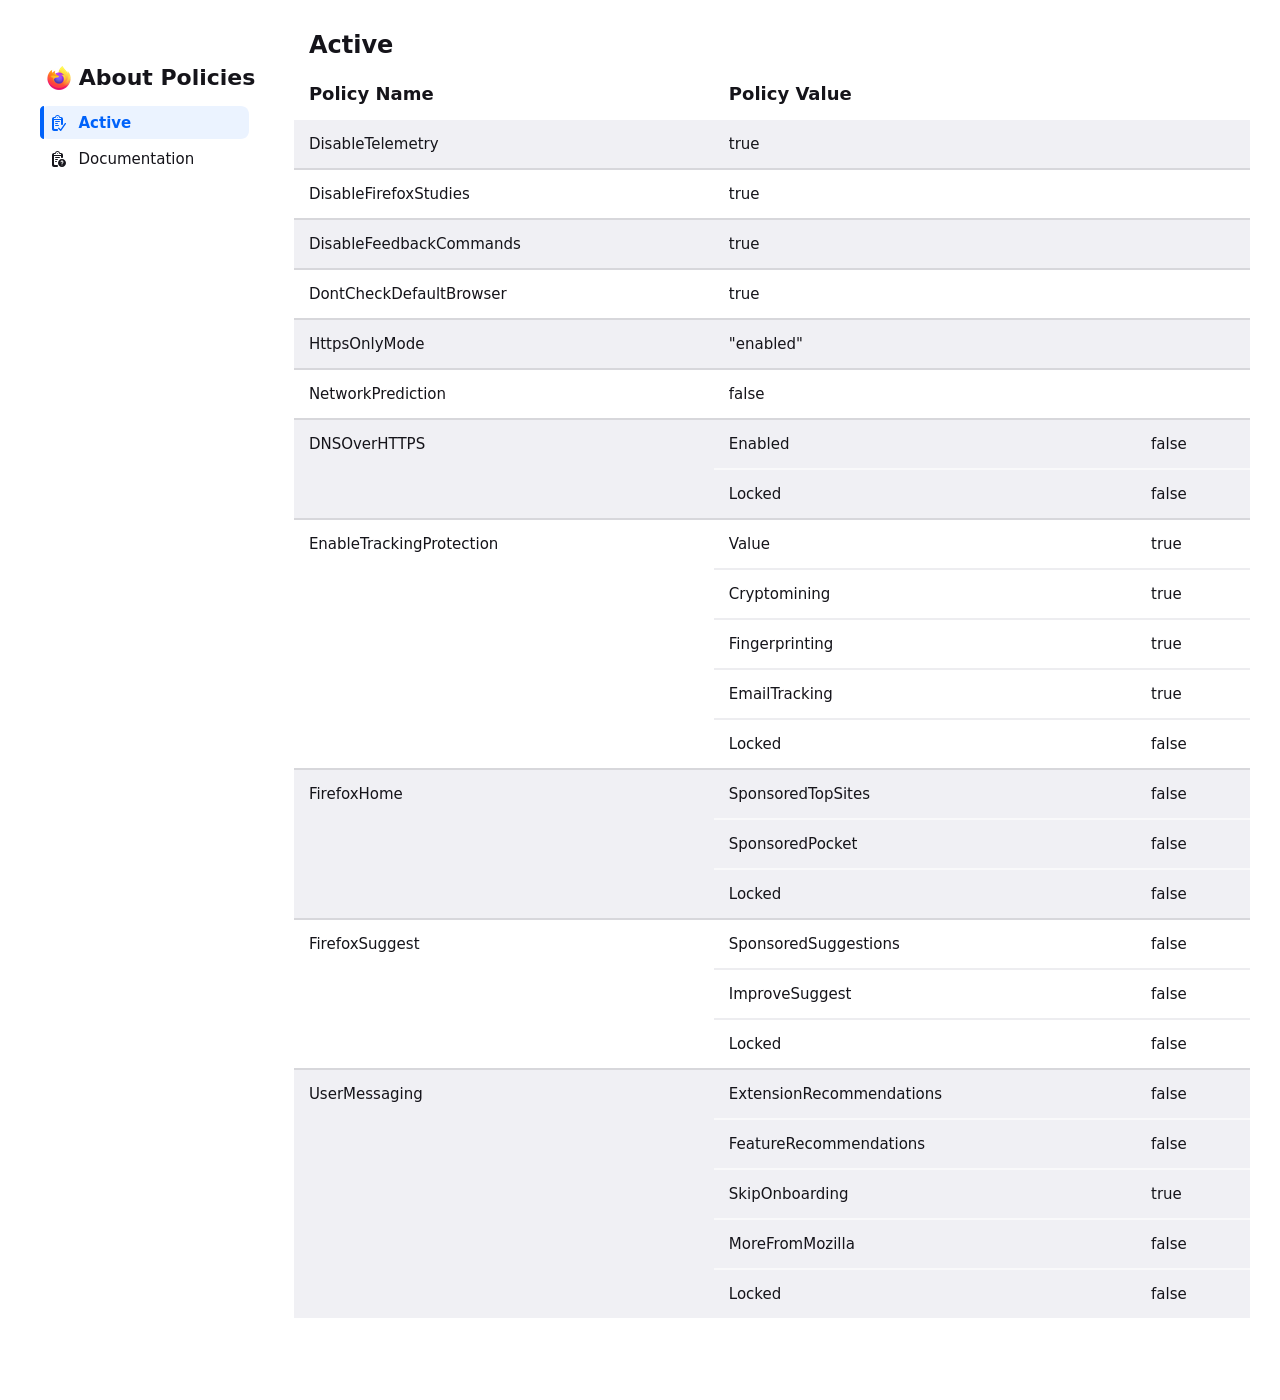 Active
About Policies
Active
Documentation
Policy Name Policy Value
DisableTelemetry true
DisableFirefoxStudies true
DisableFeedbackCommands true
DontCheckDefaultBrowser true
HttpsOnlyMode "enabled"
NetworkPrediction false
DNSOverHTTPS Enabled false
Locked false
EnableTrackingProtection Value true
Cryptomining true
Fingerprinting true
EmailTracking true
Locked false
FirefoxHome SponsoredTopSites false
SponsoredPocket false
Locked false
FirefoxSuggest SponsoredSuggestions false
ImproveSuggest false
Locked false
UserMessaging ExtensionRecommendations false
FeatureRecommendations false
SkipOnboarding true
MoreFromMozilla false
Locked false